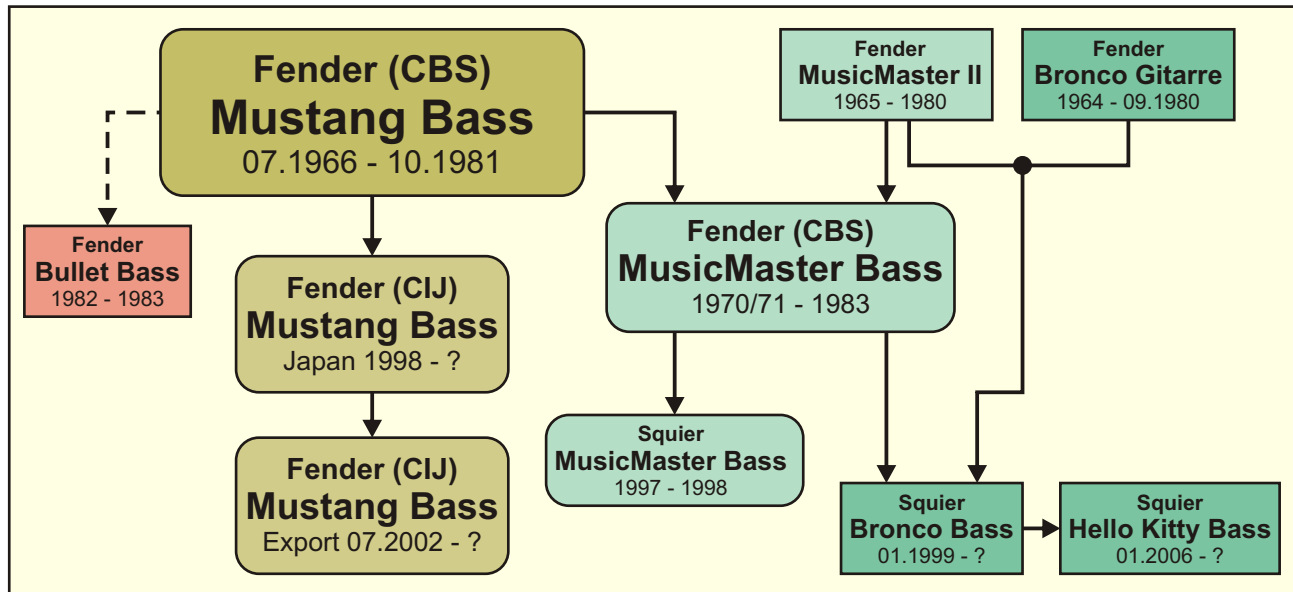 Fender (CBS)
Mustang Bass
07.1966 - 10.1981
Fender
MusicMaster II
1965 - 1980
Fender
Bronco Gitarre
1964 - 09.1980
Fender
Bullet Bass
1982 - 1983
Fender (CIJ)
Mustang Bass
Japan 1998 - ?
Fender (CBS)
MusicMaster Bass
1970/71 - 1983
Fender (CIJ)
Mustang Bass
Export 07.2002 - ?
Squier
MusicMaster Bass
1997 - 1998
Squier
Bronco Bass
01.1999 - ?
Squier
Hello Kitty Bass
01.2006 - ?